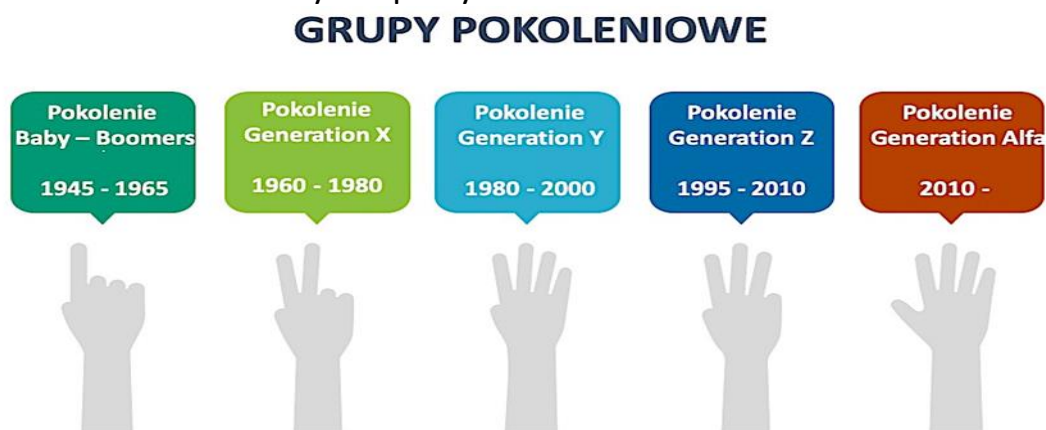 GRUPY POKOLENIOWE
Pokolenie
Baby – Boomers
1945 - 1965
Pokolenie
Generation X
1960 - 1980
Pokolenie
Generation Y
1980 - 2000
Pokolenie
Generation Z
1995 - 2010
Pokolenie
Generation Alfa
2010 -